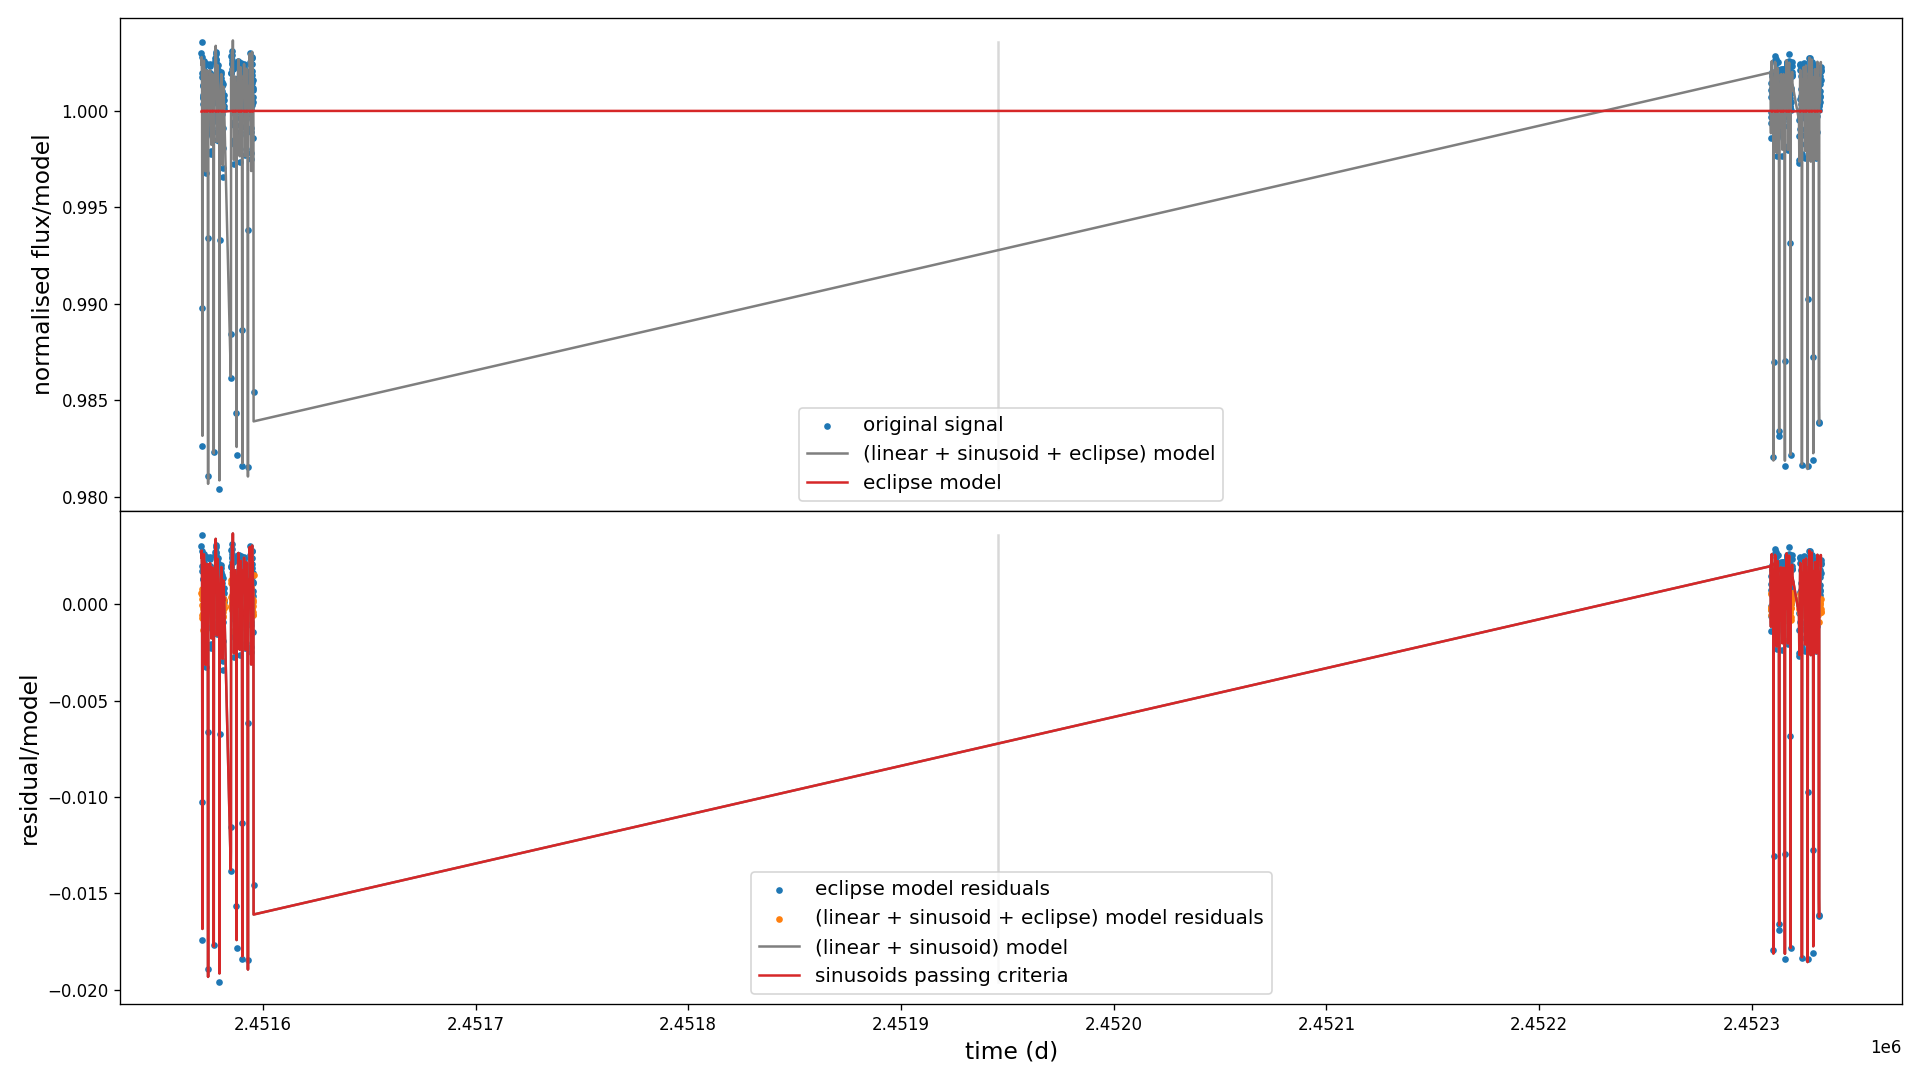 normalised flux/model
1.000
0.995
0.990
0.985
0.980
original signal
(linear + sinusoid + eclipse) model
eclipse model
residual/model
0.000
−0.005
−0.010
−0.015
−0.020
eclipse model residuals
(linear + sinusoid + eclipse) model residuals
(linear + sinusoid) model
sinusoids passing criteria
2.4516 2.4517 2.4518 2.4519 2.4520 2.4521 2.4522 2.4523
1e6
time (d)